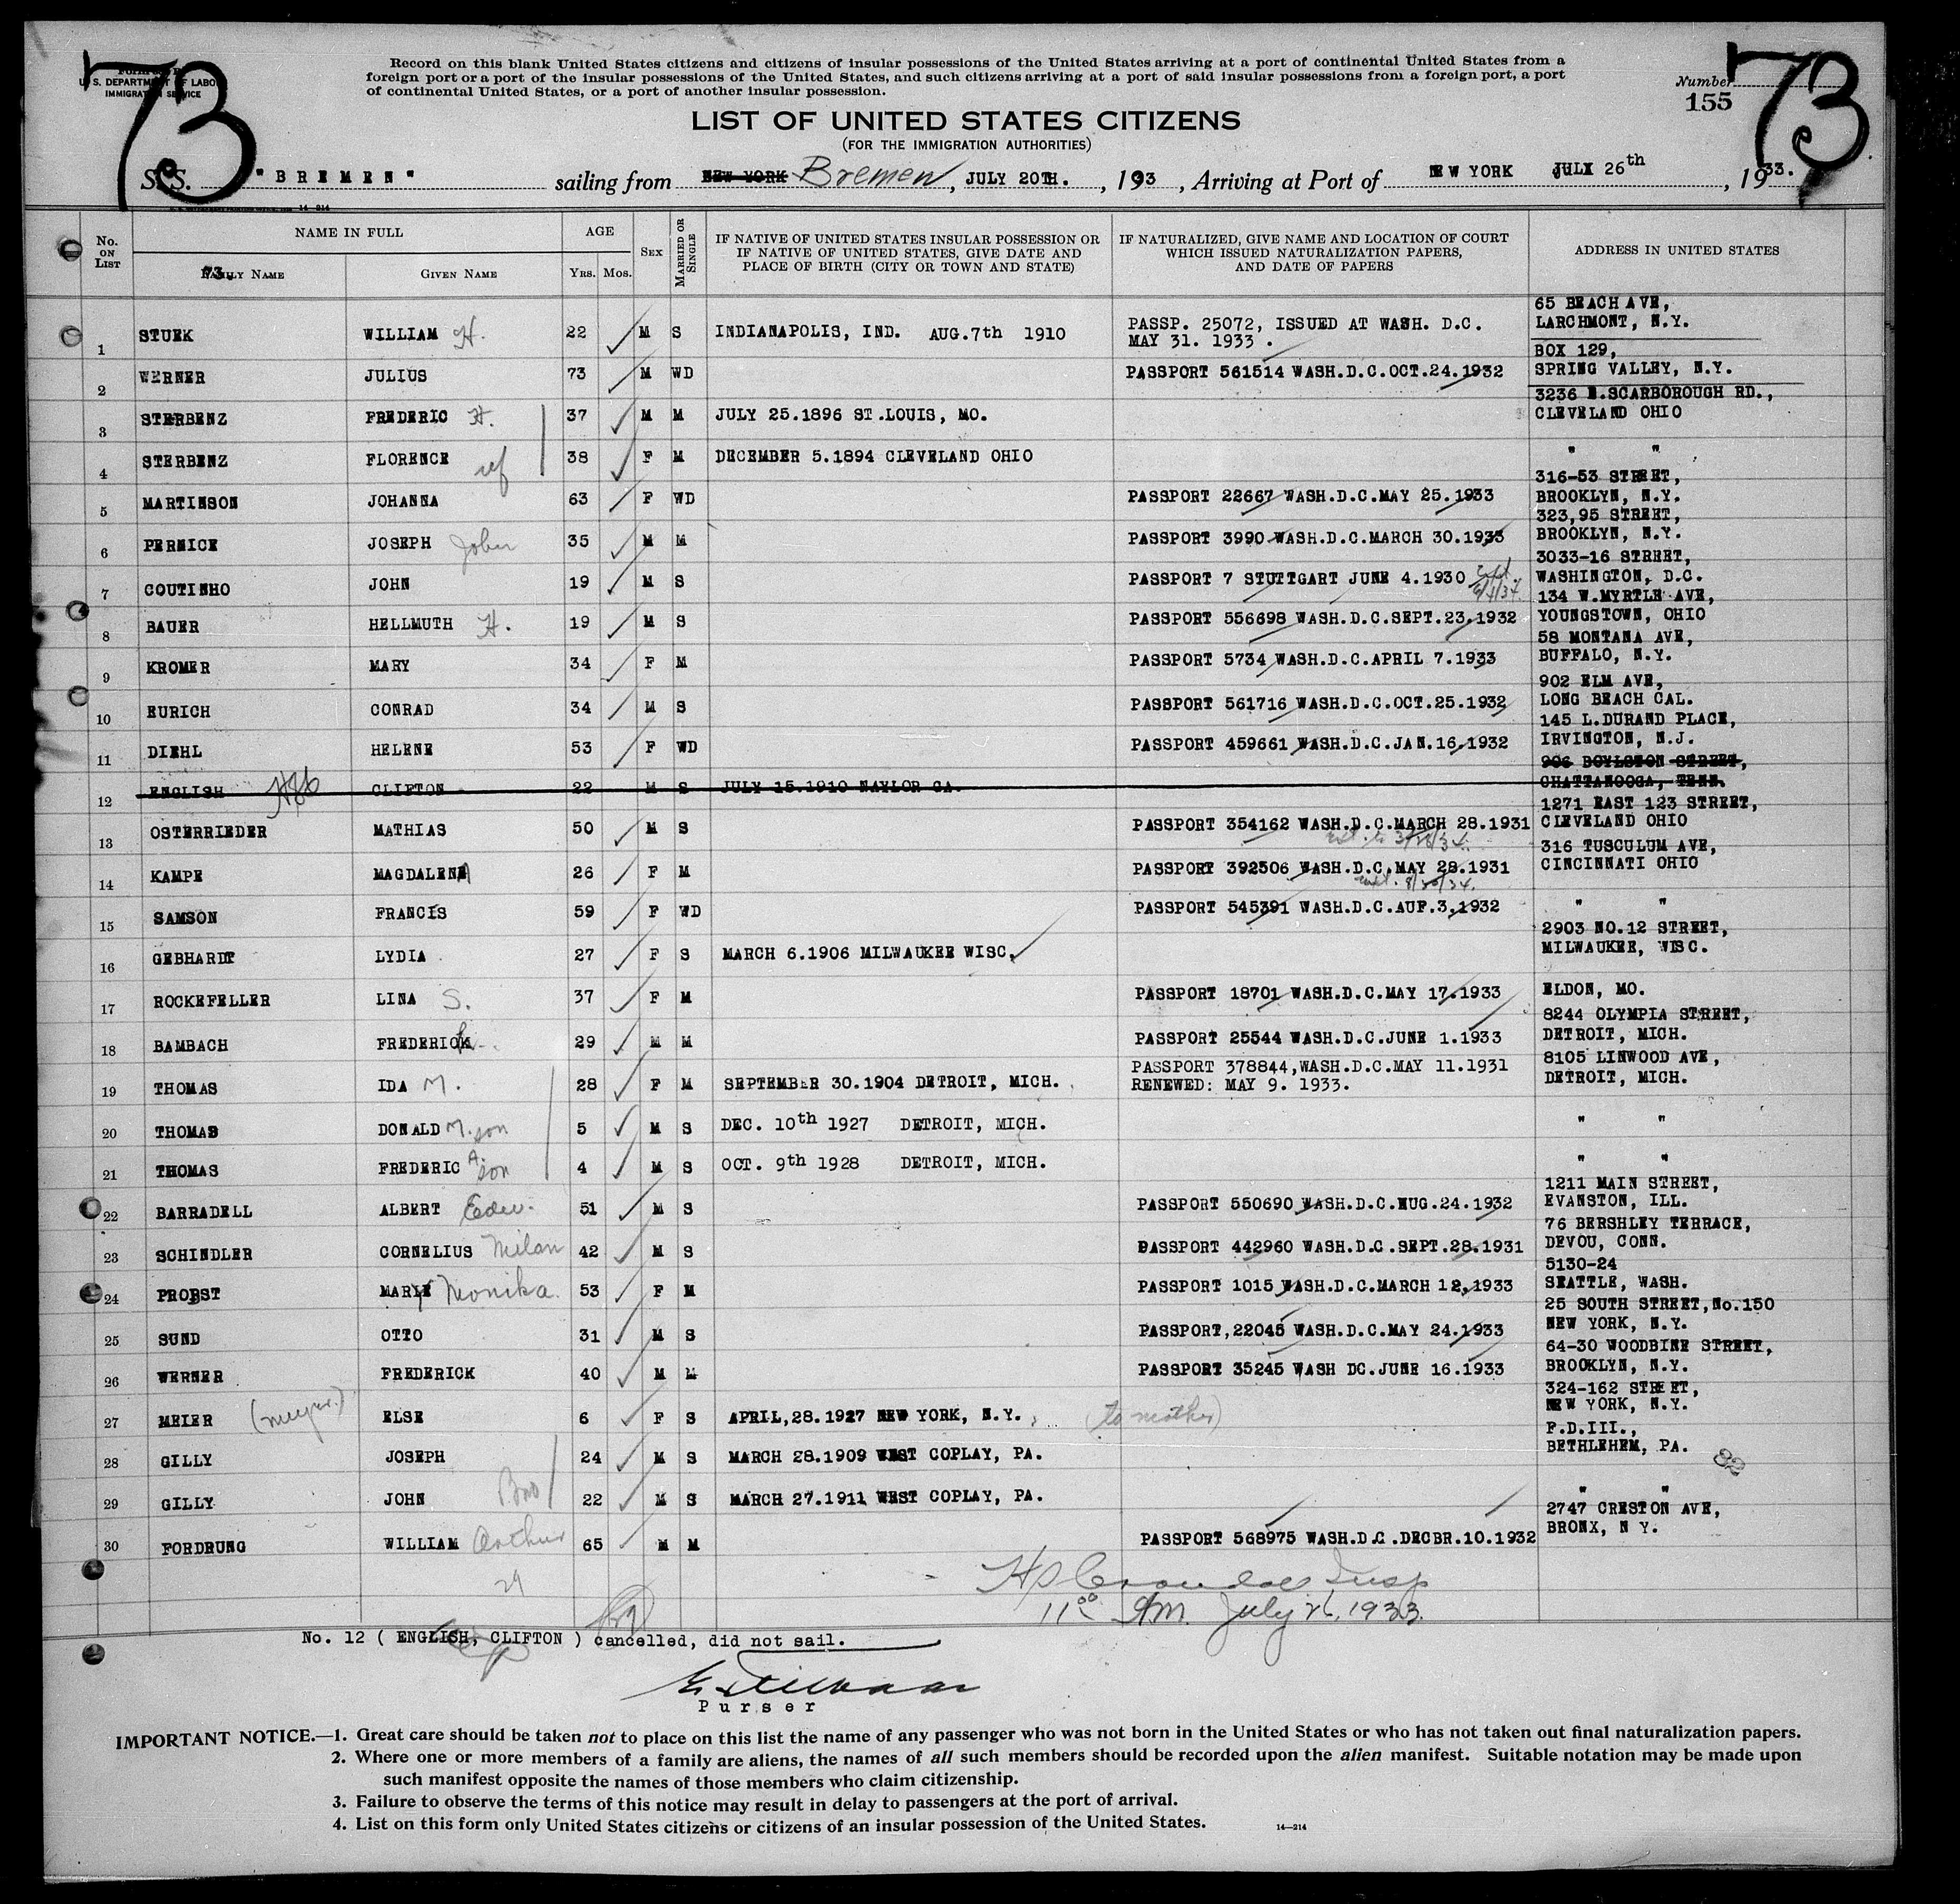 73
U.S. DEPARTMENT OF LABOR
IMMIGRATION SERVICE
Record on this blank United States citizens and citizens of insular possessions of the United States arriving at a port of continental United States from a
foreign port or a port of the insular possessions of the United States, and such citizens arriving at a port of said insular possessions from a foreign port, a port
of continental United States, or a port of another insular possession.
Number
155
73
LIST OF UNITED STATES CITIZENS
(FOR THE IMMIGRATION AUTHORITIES)
S.S. "BREMEN" sailing from NEW YORK Bremen, JULY 20TH., 1933, Arriving at Port of NEW YORK JULY 26th, 1933.
No. ON LIST
NAME IN FULL
73.
FAMILY NAME
GIVEN NAME
AGE
YRS. MOS.
SEX
MARRIED OR SINGLE
IF NATIVE OF UNITED STATES INSULAR POSSESSION OR
IF NATIVE OF UNITED STATES, GIVE DATE AND
PLACE OF BIRTH (CITY OR TOWN AND STATE)
IF NATURALIZED, GIVE NAME AND LOCATION OF COURT
WHICH ISSUED NATURALIZATION PAPERS,
AND DATE OF PAPERS
ADDRESS IN UNITED STATES
1 STUEK WILLIAM H. 22 M S INDIANAPOLIS, IND. AUG.7th 1910 PASSP. 25072, ISSUED AT WASH. D.C. MAY 31. 1933. 65 BEACH AVE, LARCHMONT, N.Y.
2 WERNER JULIUS 73 M WD PASSPORT 561514 WASH.D.C.OCT.24.1932 BOX 129, SPRING VALLEY, N.Y.
3 STERBENZ FREDERIC H. 37 M M JULY 25.1896 ST.LOUIS, MO. 3236 E.SCARBOROUGH RD., CLEVELAND OHIO
4 STERBENZ FLORENCE wf 38 F M DECEMBER 5.1894 CLEVELAND OHIO " "
5 MARTINSON JOHANNA 63 F WD PASSPORT 22667 WASH.D.C.MAY 25.1933 316-53 STREET, BROOKLYN, N.Y.
6 PERNICE JOSEPH John 35 M M PASSPORT 3990 WASH.D.C.MARCH 30.1933 323,95 STREET, BROOKLYN, N.Y.
7 COUTINHO JOHN 19 M S PASSPORT 7 STUTTGART JUNE 4.1930 3033-16 STREET, WASHINGTON, D.C.
8 BAUER HELLMUTH H. 19 M S PASSPORT 556698 WASH.D.C.SEPT.23.1932 134 W.MYRTLE AVE, YOUNGSTOWN, OHIO
9 KROMER MARY 34 F M PASSPORT 5734 WASH.D.C.APRIL 7.1933 58 MONTANA AVE, BUFFALO, N.Y.
10 EURICH CONRAD 34 M S PASSPORT 561716 WASH.D.C.OCT.25.1932 902 ELM AVE, LONG BEACH CAL.
11 DIEHL HELENE 53 F WD PASSPORT 459661 WASH.D.C.JAN.16.1932 145 L.DURAND PLACE, IRVINGTON, N.J.
12 ENGLISH CLIFTON 22 M S JULY 15.1910 NAYLOR GA. 906 BOYLSTON STREET, CHATTANOOGA, TENN.
13 OSTERRIEDER MATHIAS 50 M S PASSPORT 354162 WASH.D.C.MARCH 28.1931 ext. to 3/28/34. 1271 EAST 123 STREET, CLEVELAND OHIO
14 KAMPE MAGDALENA 26 F M PASSPORT 392506 WASH.D.C.MAY 28.1931 316 TUSCULUM AVE, CINCINNATI OHIO
15 SAMSON FRANCIS 59 F WD PASSPORT 545391 WASH.D.C.AUF.3.1932 " "
16 GEBHARDT LYDIA 27 F S MARCH 6.1906 MILWAUKEE WISC. 2903 NO.12 STREET, MILWAUKEE, WISC.
17 ROCKEFELLER LINA S. 37 F M PASSPORT 18701 WASH.D.C.MAY 17.1933 ELDON, MO.
18 BAMBACH FREDERICK 29 M M PASSPORT 25544 WASH.D.C.JUNE 1.1933 8244 OLYMPIA STREET, DETROIT, MICH.
19 THOMAS IDA M. 28 F M SEPTEMBER 30.1904 DETROIT, MICH. PASSPORT 378844,WASH.D.C.MAY 11.1931 RENEWED: MAY 9. 1933. 8105 LINWOOD AVE, DETROIT, MICH.
20 THOMAS DONALD M. son 5 M S DEC. 10th 1927 DETROIT, MICH. " "
21 THOMAS FREDERIC A. son 4 M S OCT. 9th 1928 DETROIT, MICH. " "
22 BARRADELL ALBERT Edw. 51 M S PASSPORT 550690 WASH.D.C.NUG.24.1932 1211 MAIN STREET, EVANSTON, ILL.
23 SCHINDLER CORNELIUS Milan 42 M S PASSPORT 442960 WASH.D.C.SEPT.28.1931 76 BERSHLEY TERRACE, DEVOU, CONN.
24 PROBST MARY Monika. 53 F M PASSPORT 1015 WASH.D.C.MARCH 12,1933 5130-24 SEATTLE, WASH.
25 SUND OTTO 31 M S PASSPORT,22045 WASH.D.C.MAY 24.1933 25 SOUTH STREET,No.150 NEW YORK, N.Y.
26 WERNER FREDERICK 40 M M PASSPORT 35245 WASH DC.JUNE 16.1933 64-30 WOODBINE STREET, BROOKLYN, N.Y.
27 MEIER (Meyer.) ELSE 6 F S APRIL,28.1927 NEW YORK, N.Y. (to mother) 324-162 STREET, NEW YORK, N.Y.
28 GILLY JOSEPH 24 M S MARCH 28.1909 WEST COPLAY, PA. F.D.III., BETHLEHEM, PA. 82
29 GILLY JOHN Bro 22 M S MARCH 27.1911 WEST COPLAY, PA. " "
30 FORDRUNG WILLIAM Arthur 65 M M PASSPORT 568975 WASH.D.C.DECBR.10.1932 2747 CRESTON AVE, BRONX, N Y.
29
Insp
11 00 AM. July 26, 1933.
No. 12 ( ENGLISH, CLIFTON ) cancelled, did not sail.
Purser
IMPORTANT NOTICE.—1. Great care should be taken not to place on this list the name of any passenger who was not born in the United States or who has not taken out final naturalization papers.
2. Where one or more members of a family are aliens, the names of all such members should be recorded upon the alien manifest. Suitable notation may be made upon
such manifest opposite the names of those members who claim citizenship.
3. Failure to observe the terms of this notice may result in delay to passengers at the port of arrival.
4. List on this form only United States citizens or citizens of an insular possession of the United States.
14—214